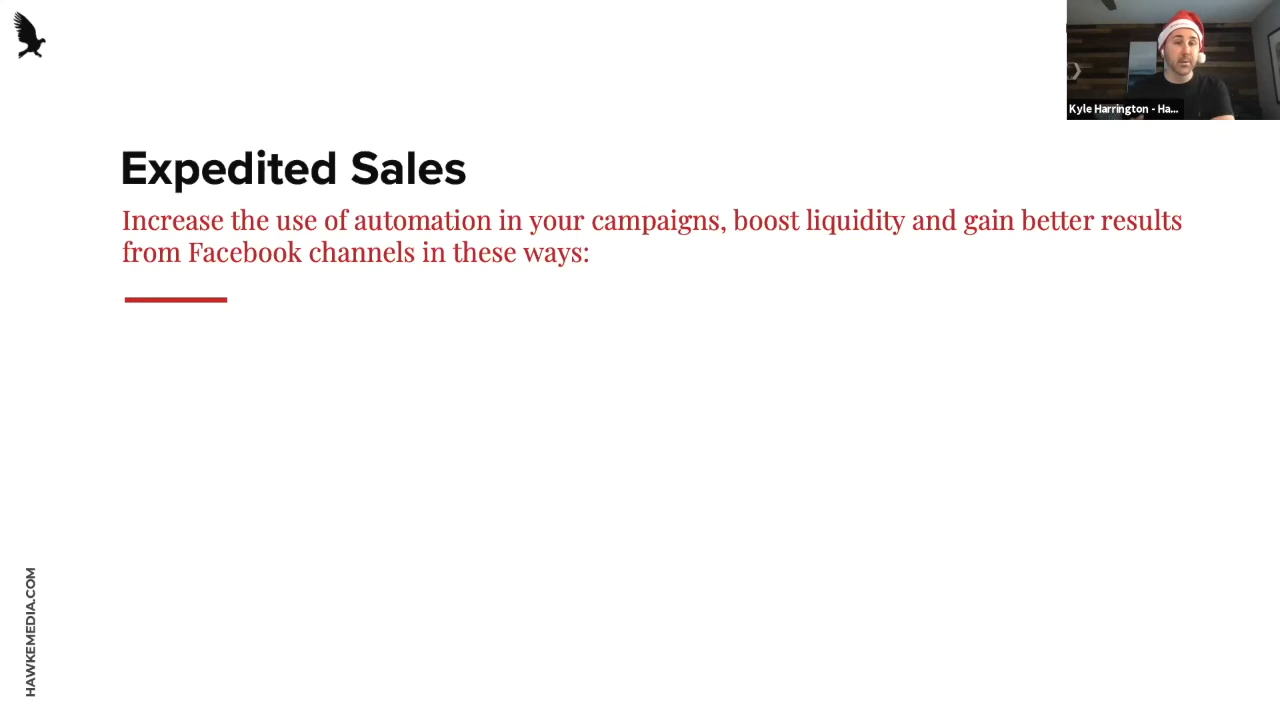 Kyle Harrington - Ha...
Expedited Sales
Increase the use of automation in your campaigns, boost liquidity and gain better results
from Facebook channels in these ways:
HAWKEMEDIA.COM